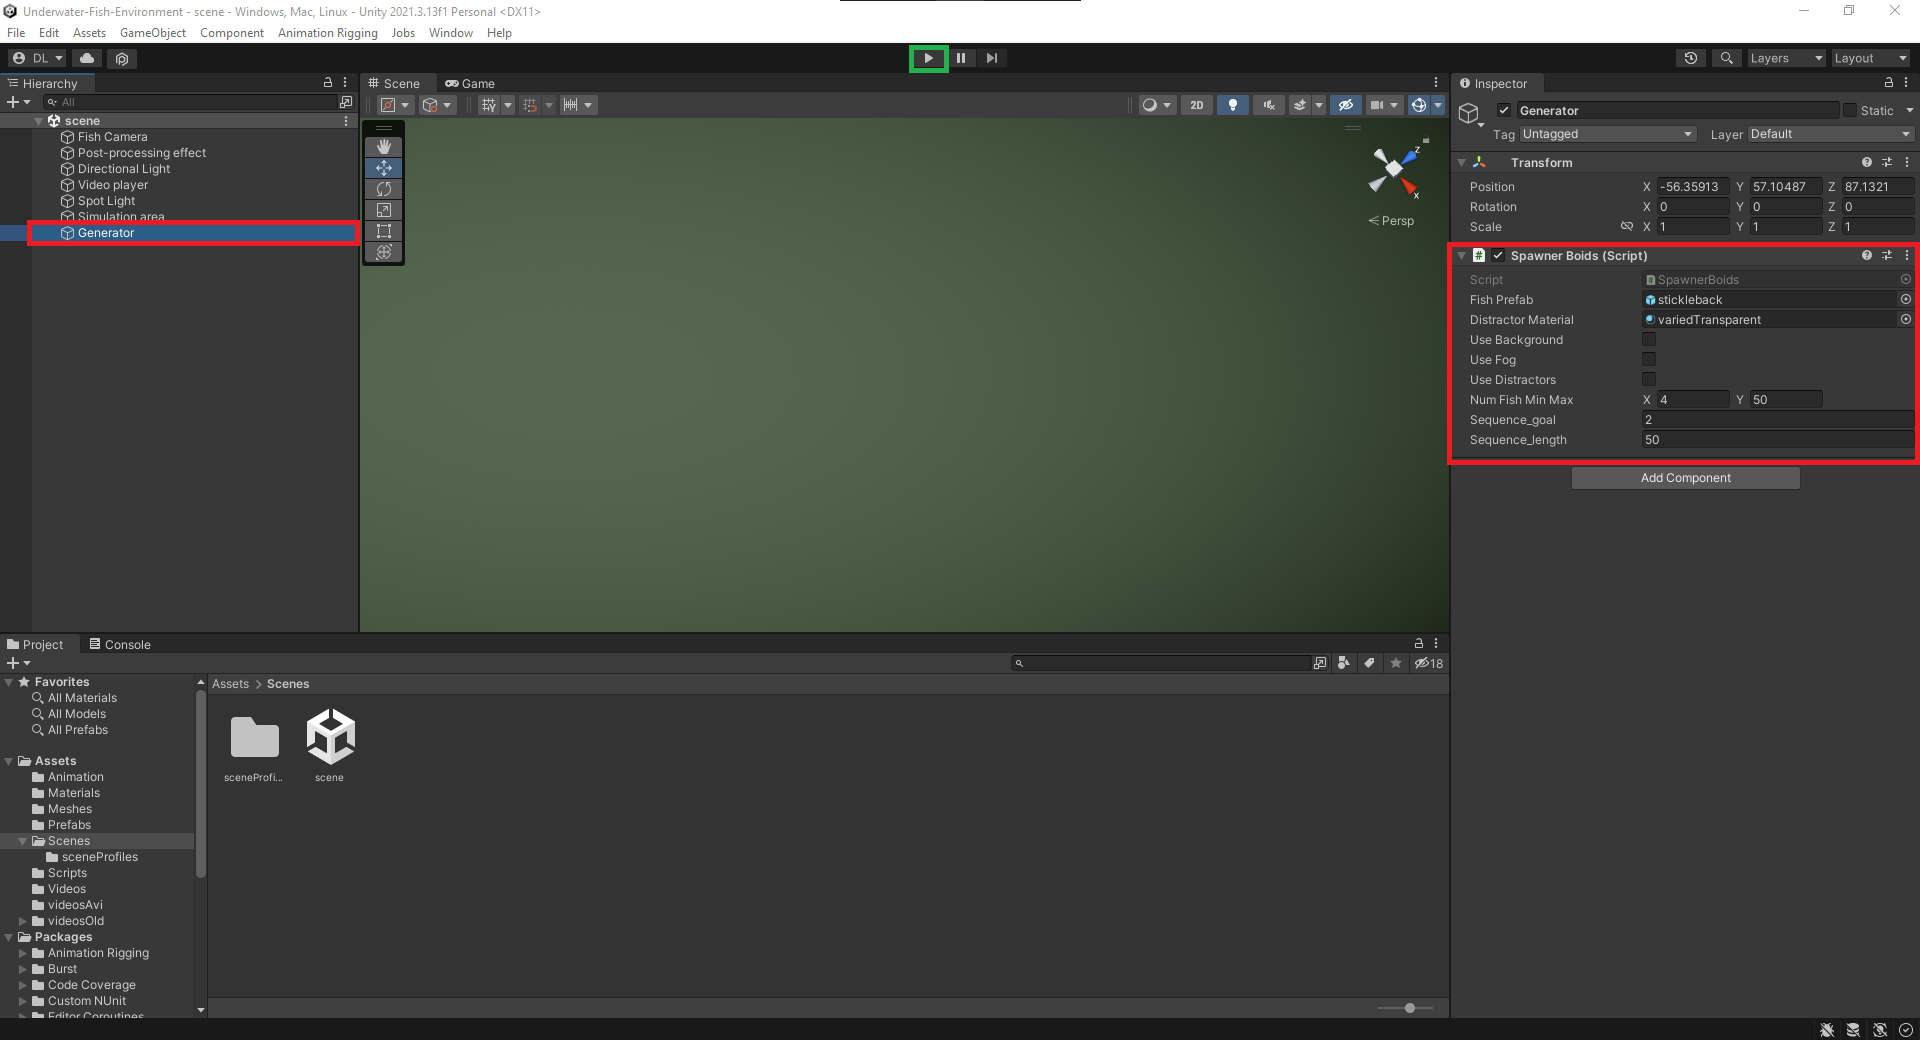 Underwater-Fish-Environment - scene - Windows, Mac, Linux - Unity 2021.3.13f1 Personal <DX11>
File Edit Assets GameObject Component Animation Rigging Jobs Window Help
DL
Layers
Layout
Hierarchy
All
scene
Fish Camera
Post-processing effect
Directional Light
Video player
Spot Light
Simulation area
Generator
Scene
Game
2D
z
x
Persp
Inspector
Generator
Static
Tag Untagged
Layer Default
Transform
Position X -56.35913 Y 57.10487 Z 87.1321
Rotation X 0 Y 0 Z 0
Scale X 1 Y 1 Z 1
# Spawner Boids (Script)
Script SpawnerBoids
Fish Prefab stickleback
Distractor Material variedTransparent
Use Background
Use Fog
Use Distractors
Num Fish Min Max X 4 Y 50
Sequence_goal 2
Sequence_length 50
Add Component
Project
Console
18
Favorites
All Materials
All Models
All Prefabs
Assets
Animation
Materials
Meshes
Prefabs
Scenes
sceneProfiles
Scripts
Videos
videosAvi
videosOld
Packages
Animation Rigging
Burst
Code Coverage
Custom NUnit
Editor Coroutines
Assets > Scenes
sceneProfi...
scene